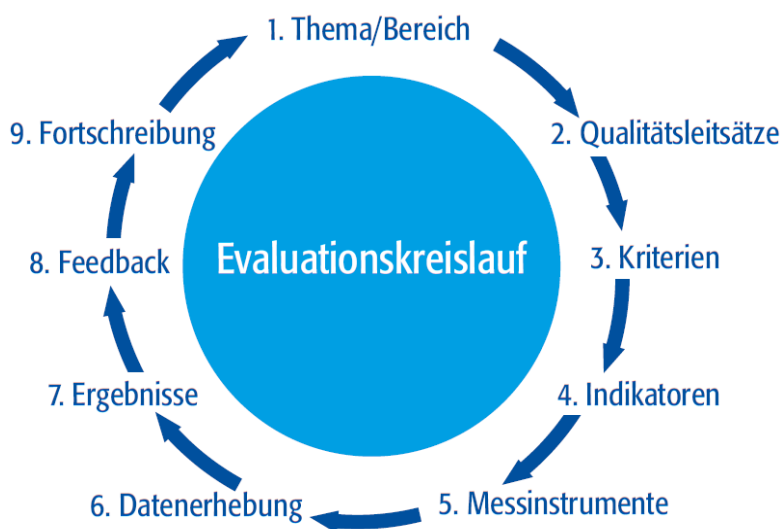 1. Thema/Bereich
2. Qualitätsleitsätze
3. Kriterien
4. Indikatoren
5. Messinstrumente
6. Datenerhebung
7. Ergebnisse
8. Feedback
9. Fortschreibung
Evaluationskreislauf